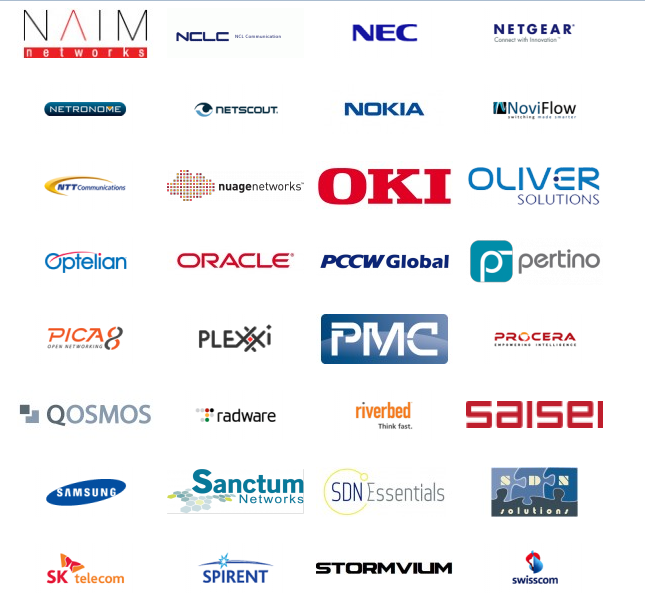 NAIM
networks
NCLC NCL Communication
NEC
NETGEAR®
Connect with Innovation™
NETRONOME
NETSCOUT.
NOKIA
NoviFlow
switching made smarter
NTT Communications
nuagenetworks™
OKI
OLIVER
SOLUTIONS
Optelian
ORACLE®
PCCW Global
pertino
PICA8
OPEN NETWORKING
PLEXXI
PMC
PROCERA
EMPOWERING INTELLIGENCE
QOSMOS
radware
riverbed
Think fast.
saisei
SAMSUNG
Sanctum
Networks
SDN Essentials
SDN
solutions
SK telecom
SPIRENT
STORMVIUM
swisscom